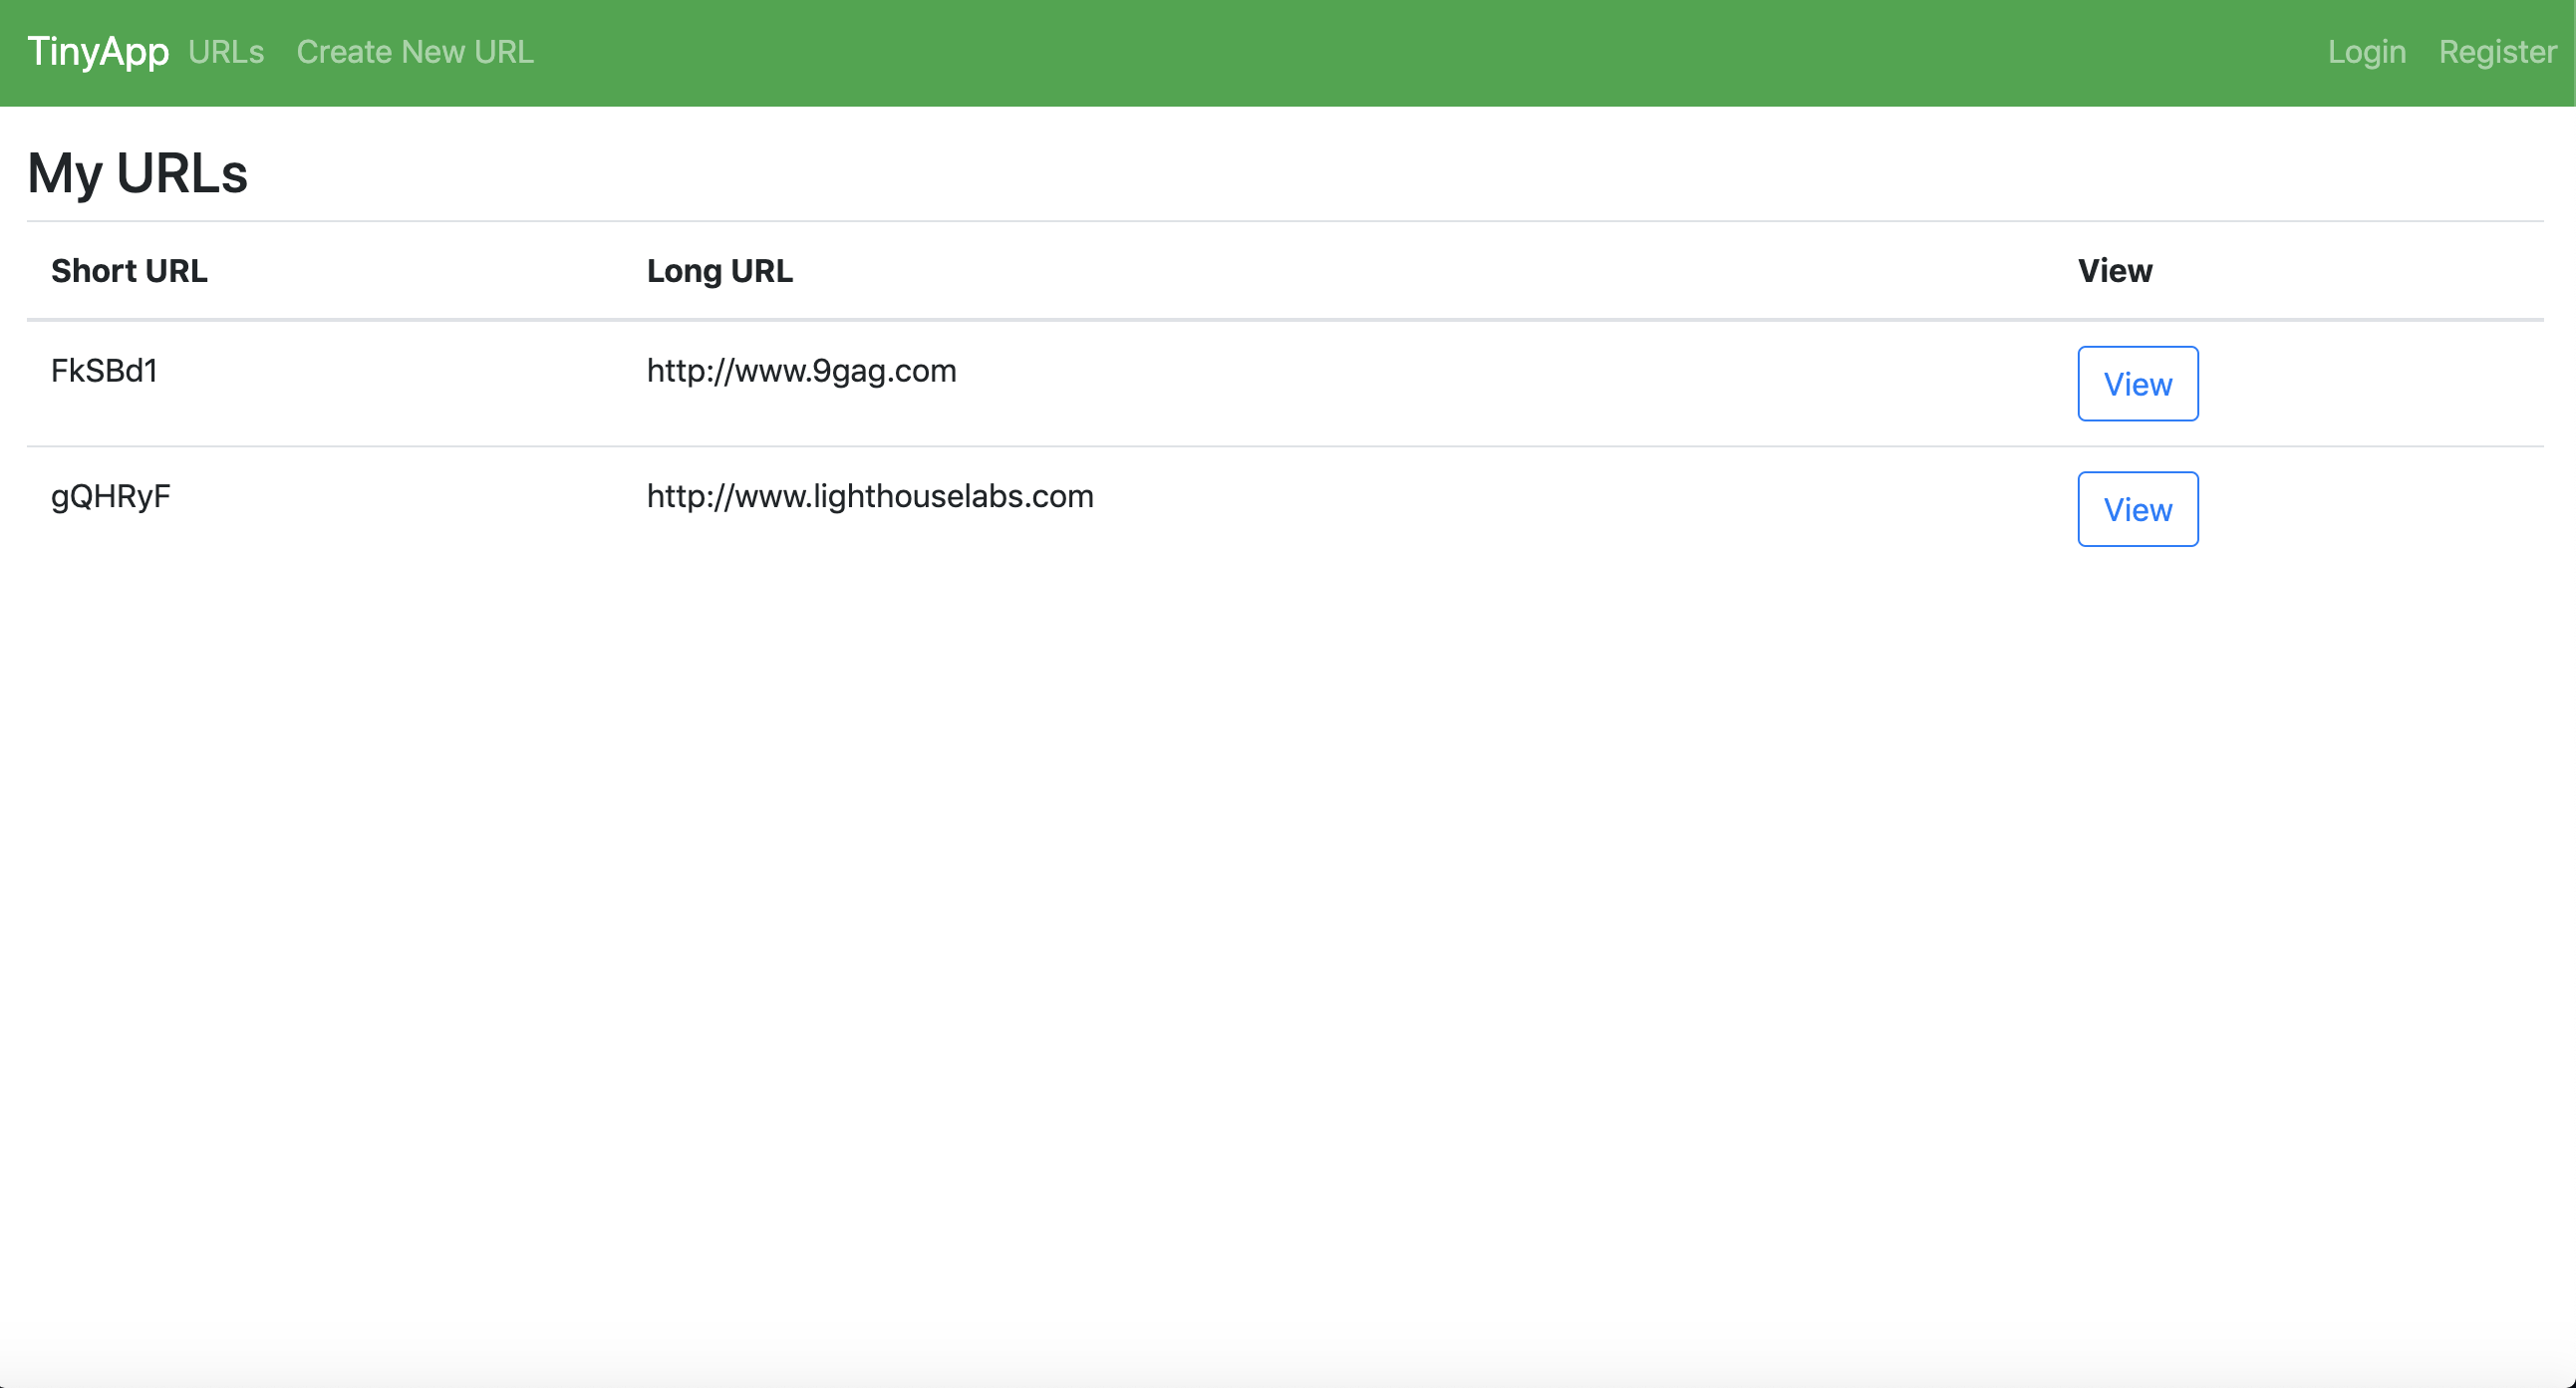 TinyApp URLs Create New URL Login Register
My URLs
Short URL Long URL View
FkSBd1 http://www.9gag.com View
gQHRyF http://www.lighthouselabs.com View